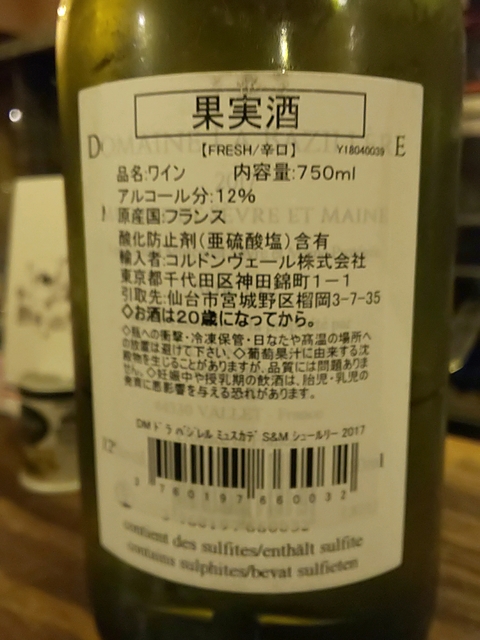 果実酒
DOMAINE
E
【FRESH/辛口】
Y18040039
品名:ワイン 内容量:750ml
アルコール分:12%
原産国:フランス
EVRE ET MAINE
酸化防止剤(亜硫酸塩)含有
輸入者:コルドンヴェール株式会社
東京都千代田区神田錦町1-1
引取先:仙台市宮城野区榴岡3-7-35
◇お酒は20歳になってから。
◇瓶への衝撃・冷凍保管・日なたや高温の場所へ
の放置は避けて下さい。◇葡萄果汁に由来する沈
殿物を生じることがありますが、品質には問題ありま
せん。◇妊娠中や授乳期の飲酒は、胎児・乳児の
発育に悪影響を与える恐れがあります。
VALLET France
DM ドラ バジレル ミュスカデ S&M シュールリー 2017
3 760197 660032
contient des sulfites/enthält sulfite
contains sulphites/bevat sulfieten